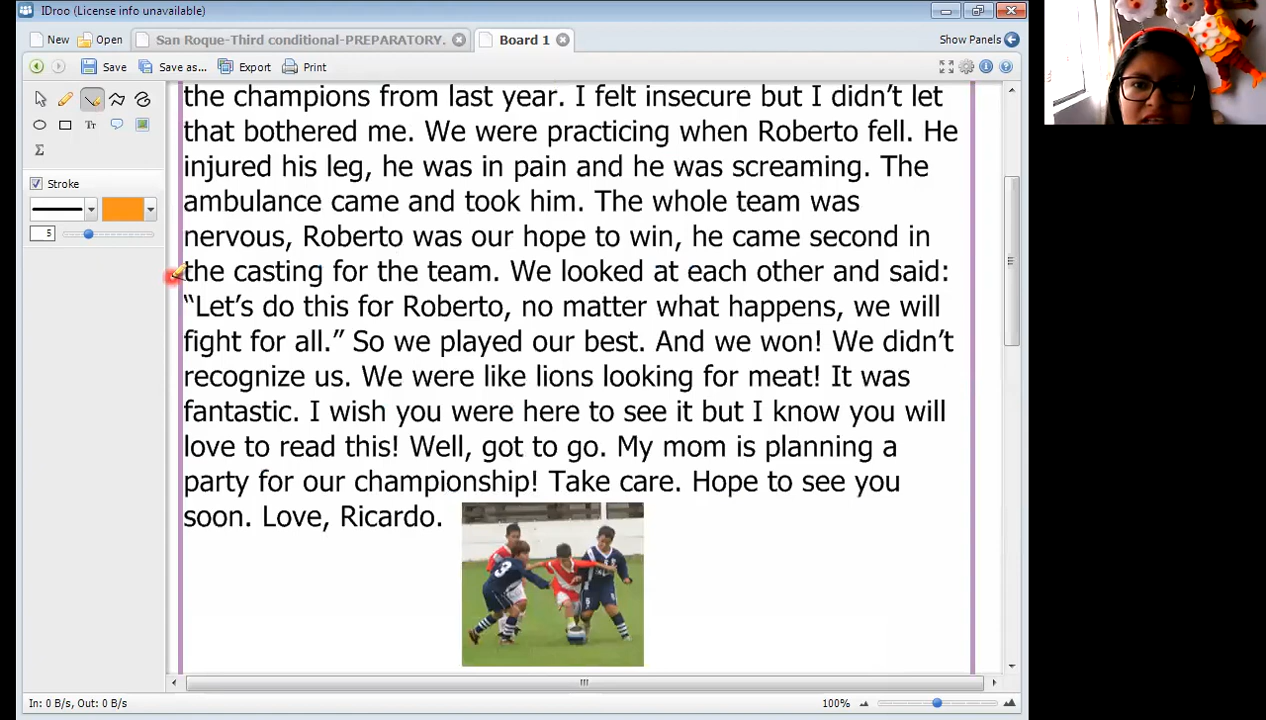 IDroo (License info unavailable)
New Open San Roque-Third conditional-PREPARATORY. Board 1 Show Panels
Save Save as... Export Print
Tr
Stroke
5
the champions from last year. I felt insecure but I didn't let
that bothered me. We were practicing when Roberto fell. He
injured his leg, he was in pain and he was screaming. The
ambulance came and took him. The whole team was
nervous, Roberto was our hope to win, he came second in
the casting for the team. We looked at each other and said:
“Let's do this for Roberto, no matter what happens, we will
fight for all.” So we played our best. And we won! We didn't
recognize us. We were like lions looking for meat! It was
fantastic. I wish you were here to see it but I know you will
love to read this! Well, got to go. My mom is planning a
party for our championship! Take care. Hope to see you
soon. Love, Ricardo.
3
In: 0 B/s, Out: 0 B/s 100%